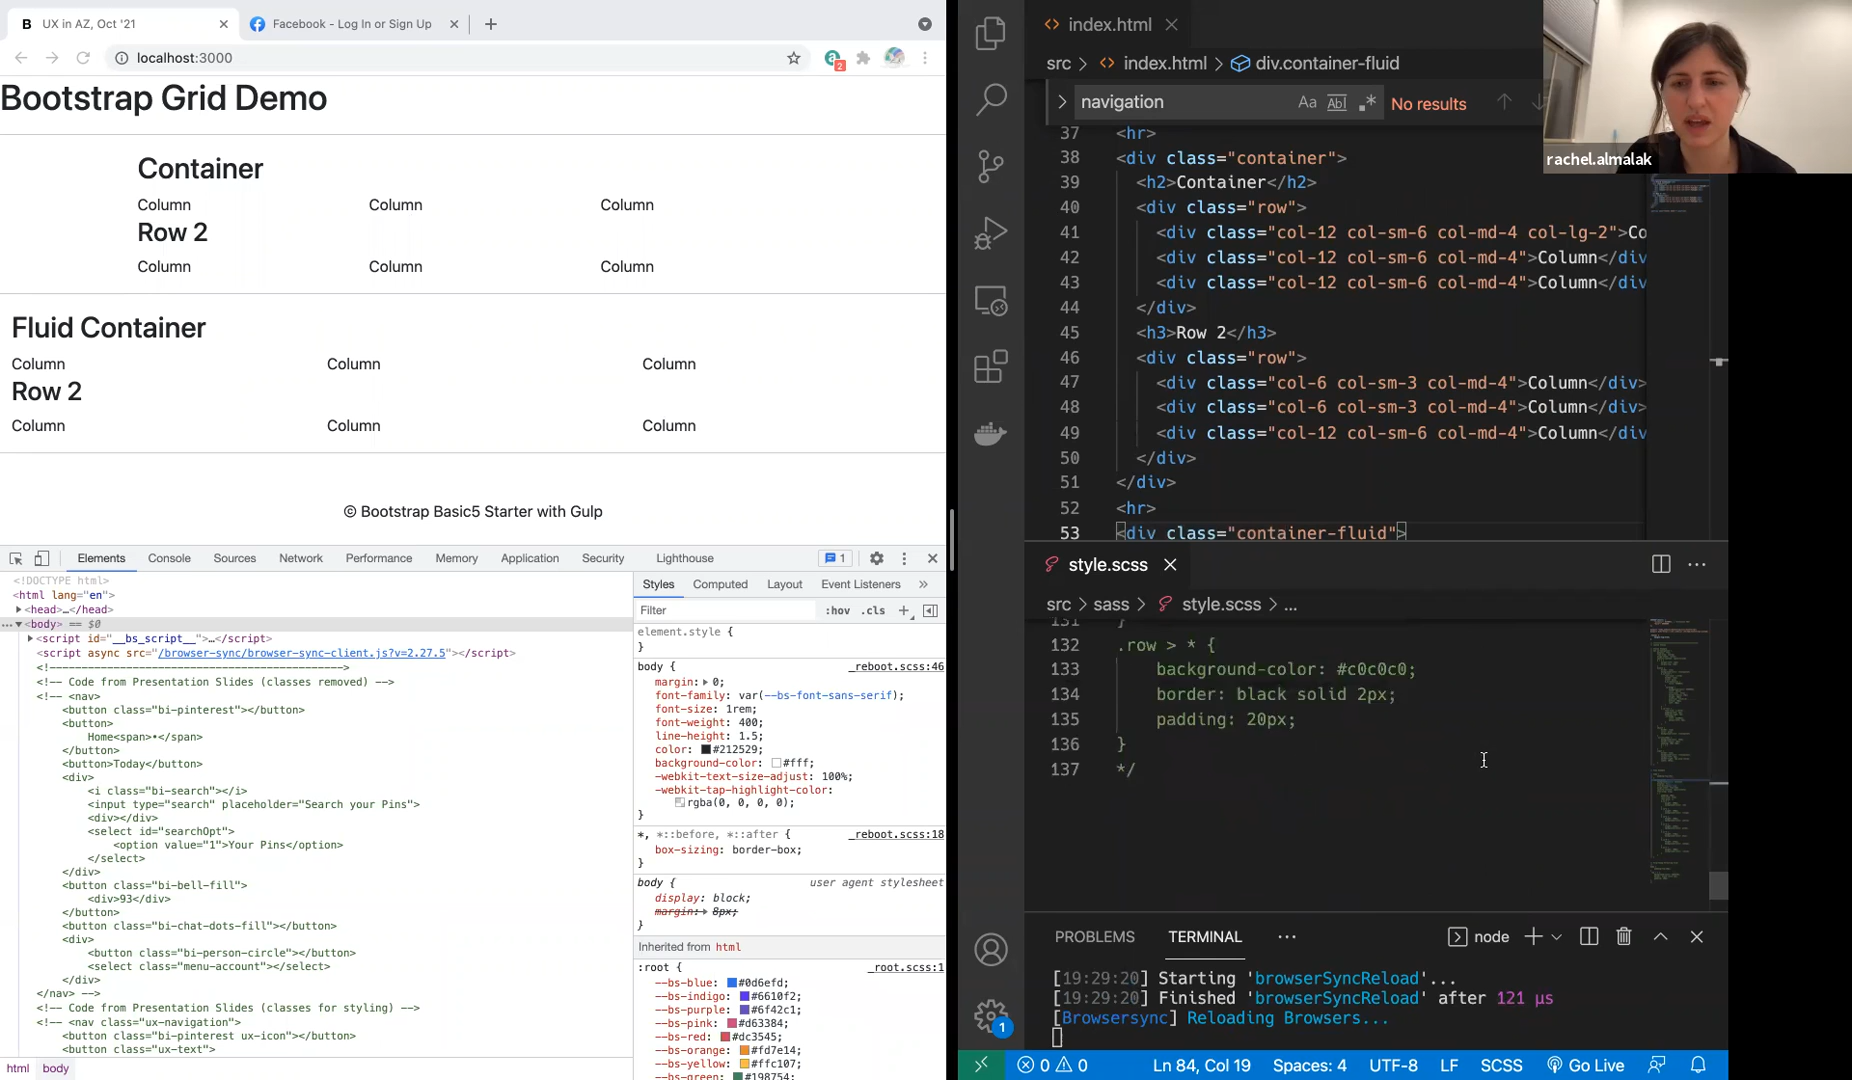 UX in AZ, Oct '21
Facebook - Log In or Sign Up
localhost:3000
Bootstrap Grid Demo
Container
Column Column Column
Row 2
Column Column Column
Fluid Container
Column Column Column
Row 2
Column Column Column
© Bootstrap Basic5 Starter with Gulp
Elements Console Sources Network Performance Memory Application Security Lighthouse 1
<!DOCTYPE html>
<html lang="en">
<head>…</head>
<body> == $0
<script id="__bs_script__">…</script>
<script async src="/browser-sync/browser-sync-client.js?v=2.27.5"></script>
<!-- Code from Presentation Slides (classes removed) -->
<!-- <nav>
<button class="bi-pinterest"></button>
<button>
Home<span>•</span>
</button>
<button>Today</button>
<div>
<i class="bi-search"></i>
<input type="search" placeholder="Search your Pins">
<div></div>
<select id="searchOpt">
<option value="1">Your Pins</option>
</select>
</div>
<button class="bi-bell-fill">
<div>93</div>
</button>
<button class="bi-chat-dots-fill"></button>
<div>
<button class="bi-person-circle"></button>
<select class="menu-account"></select>
</div>
</nav> -->
<!-- Code from Presentation Slides (classes for styling) -->
<!-- <nav class="ux-navigation">
<button class="bi-pinterest ux-icon"></button>
<button class="ux-text">
html body
Styles Computed Layout Event Listeners »
Filter :hov .cls +
element.style {
}
body { _reboot.scss:46
margin: 0;
font-family: var(--bs-font-sans-serif);
font-size: 1rem;
font-weight: 400;
line-height: 1.5;
color: #212529;
background-color: #fff;
-webkit-text-size-adjust: 100%;
-webkit-tap-highlight-color:
rgba(0, 0, 0, 0);
}
*, *::before, *::after { _reboot.scss:18
box-sizing: border-box;
}
body { user agent stylesheet
display: block;
margin: 8px;
}
Inherited from html
:root { _root.scss:1
--bs-blue: #0d6efd;
--bs-indigo: #6610f2;
--bs-purple: #6f42c1;
--bs-pink: #d63384;
--bs-red: #dc3545;
--bs-orange: #fd7e14;
--bs-yellow: #ffc107;
--bs-green: #198754;
index.html
src > index.html > div.container-fluid
navigation Aa Abl .* No results
rachel.almalak
37 <hr>
38 <div class="container">
39 <h2>Container</h2>
40 <div class="row">
41 <div class="col-12 col-sm-6 col-md-4 col-lg-2">Co
42 <div class="col-12 col-sm-6 col-md-4">Column</div
43 <div class="col-12 col-sm-6 col-md-4">Column</div
44 </div>
45 <h3>Row 2</h3>
46 <div class="row">
47 <div class="col-6 col-sm-3 col-md-4">Column</div>
48 <div class="col-6 col-sm-3 col-md-4">Column</div>
49 <div class="col-12 col-sm-6 col-md-4">Column</div
50 </div>
51 </div>
52 <hr>
53 <div class="container-fluid">
style.scss
src > sass > style.scss > ...
131 }
132 .row > * {
133 background-color: #c0c0c0;
134 border: black solid 2px;
135 padding: 20px;
136 }
137 */
PROBLEMS TERMINAL ··· node
[19:29:20] Starting 'browserSyncReload'...
[19:29:20] Finished 'browserSyncReload' after 121 μs
[Browsersync] Reloading Browsers...
1
0 0 Ln 84, Col 19 Spaces: 4 UTF-8 LF SCSS Go Live